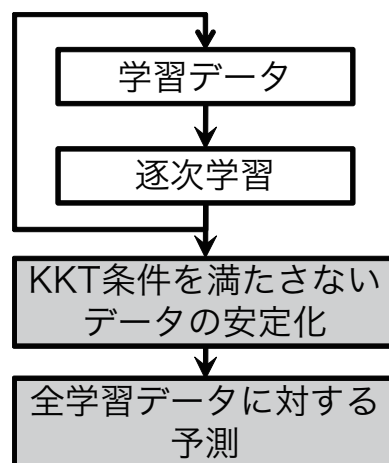 学習データ
逐次学習
KKT条件を満たさない
データの安定化
全学習データに対する
予測